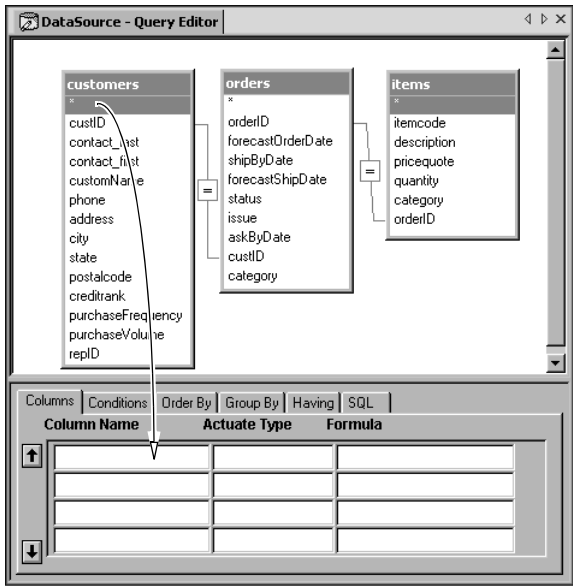 DataSource - Query Editor
customers
*
custID
contact_last
contact_first
customName
phone
address
city
state
postalcode
creditrank
purchaseFrequency
purchaseVolume
repID
orders
*
orderID
forecastOrderDate
shipByDate
forecastShipDate
status
issue
askByDate
custID
category
items
*
itemcode
description
pricequote
quantity
category
orderID
=
=
Columns Conditions Order By Group By Having SQL
Column Name Actuate Type Formula